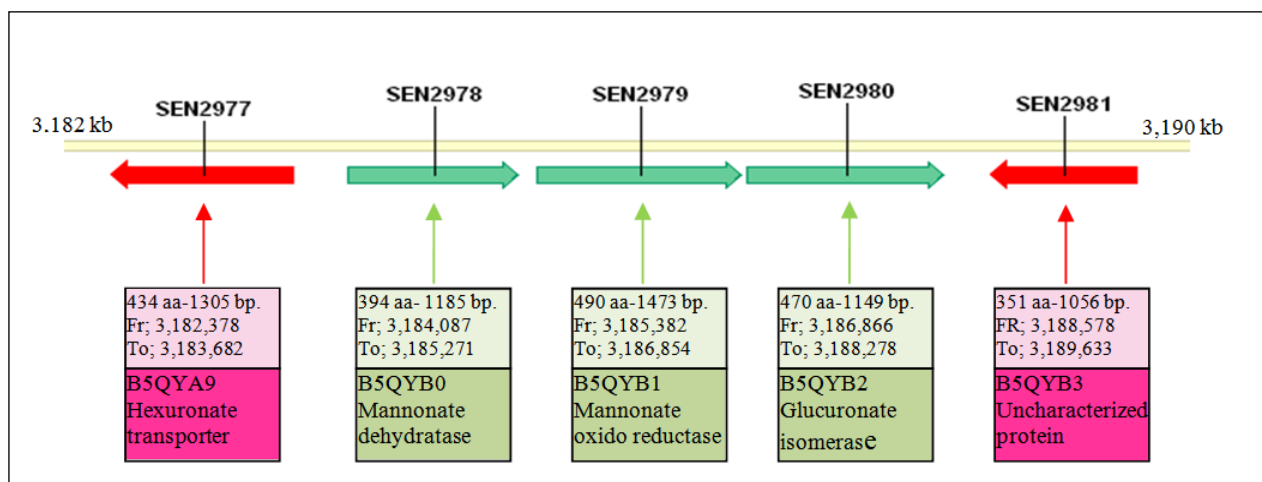 SEN2977
SEN2978
SEN2979
SEN2980
SEN2981
3.182 kb
3,190 kb
434 aa-1305 bp.
Fr; 3,182,378
To; 3,183,682
B5QYA9
Hexuronate
transporter
394 aa- 1185 bp.
Fr; 3,184,087
To; 3,185,271
B5QYB0
Mannonate
dehydratase
490 aa-1473 bp.
Fr; 3,185,382
To; 3,186,854
B5QYB1
Mannonate
oxido reductase
470 aa-1149 bp.
Fr; 3,186,866
To; 3,188,278
B5QYB2
Glucuronate
isomerase
351 aa-1056 bp.
FR; 3,188,578
To; 3,189,633
B5QYB3
Uncharacterized
protein